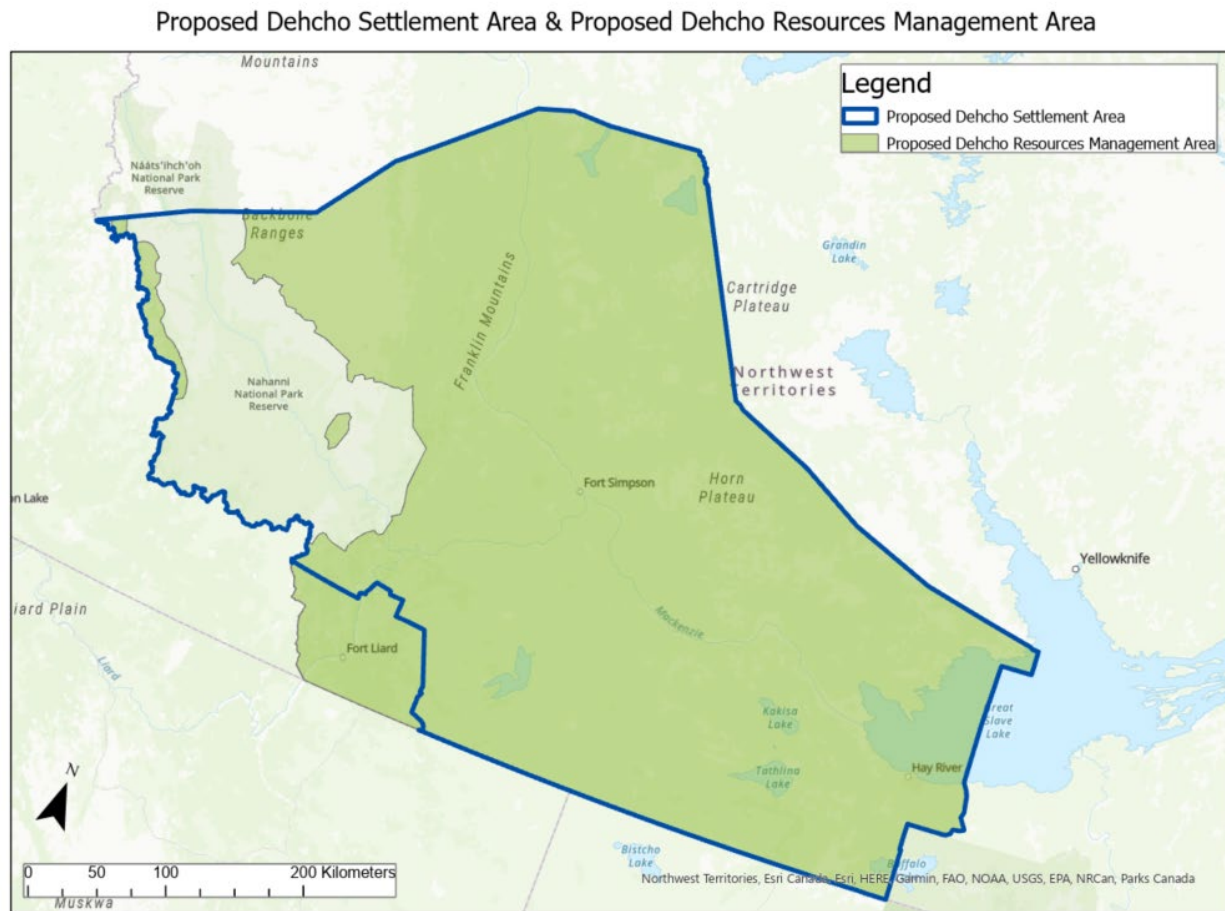 Proposed Dehcho Settlement Area & Proposed Dehcho Resources Management Area
Mountains
Legend
Proposed Dehcho Settlement Area
Proposed Dehcho Resources Management Area
Nááts'ihch'oh
National Park
Reserve
Backbone
Ranges
Grandin
Lake
Cartridge
Plateau
Franklin Mountains
Northwest
Territories
Nahanni
National Park
Reserve
Fort Simpson
Horn
Plateau
n Lake
Yellowknife
iard Plain
Mackenzie
Fort Liard
Liard
Kakisa
Lake
Great
Slave
Lake
Tathlina
Lake
Hay River
N
Bistcho
Lake
Buffalo
0 50 100 200 Kilometers
Northwest Territories, Esri Canada, Esri, HERE, Garmin, FAO, NOAA, USGS, EPA, NRCan, Parks Canada
Muskwa